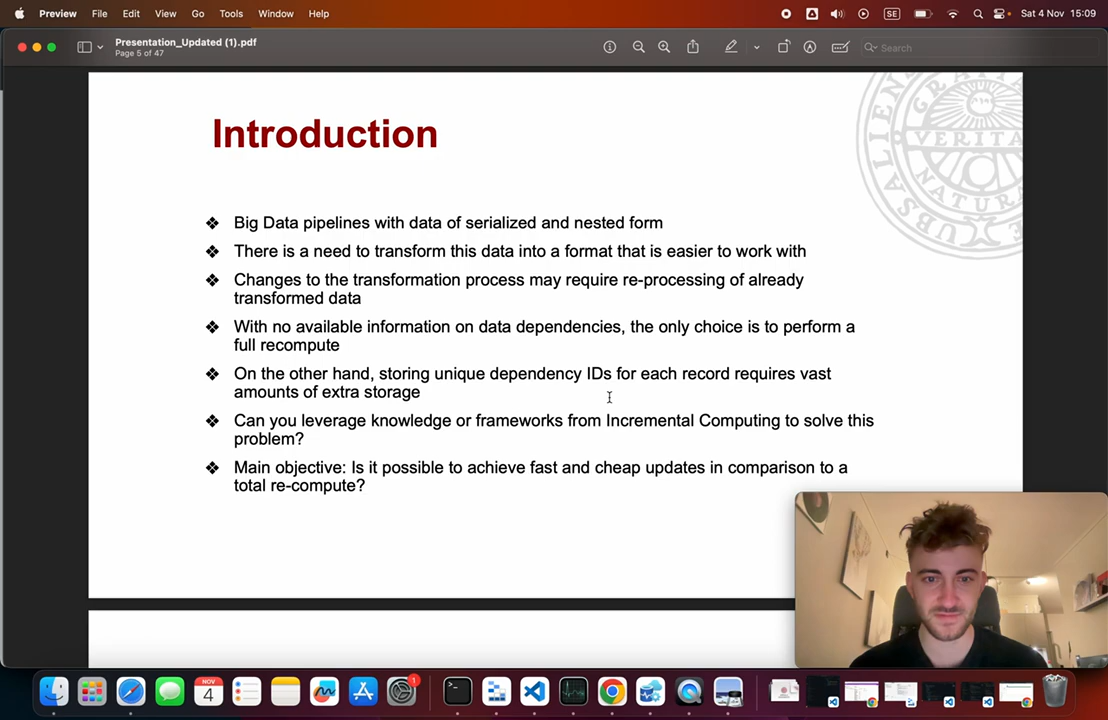 Preview File Edit View Go Tools Window Help SE Sat 4 Nov 15:09
Presentation_Updated (1).pdf
Page 5 of 47
Search
Introduction
VERITA
GRATIA
NATURA
UBSALIEN
❖ Big Data pipelines with data of serialized and nested form
❖ There is a need to transform this data into a format that is easier to work with
❖ Changes to the transformation process may require re-processing of already
transformed data
❖ With no available information on data dependencies, the only choice is to perform a
full recompute
❖ On the other hand, storing unique dependency IDs for each record requires vast
amounts of extra storage
❖ Can you leverage knowledge or frameworks from Incremental Computing to solve this
problem?
❖ Main objective: Is it possible to achieve fast and cheap updates in comparison to a
total re-compute?
NOV
4
1